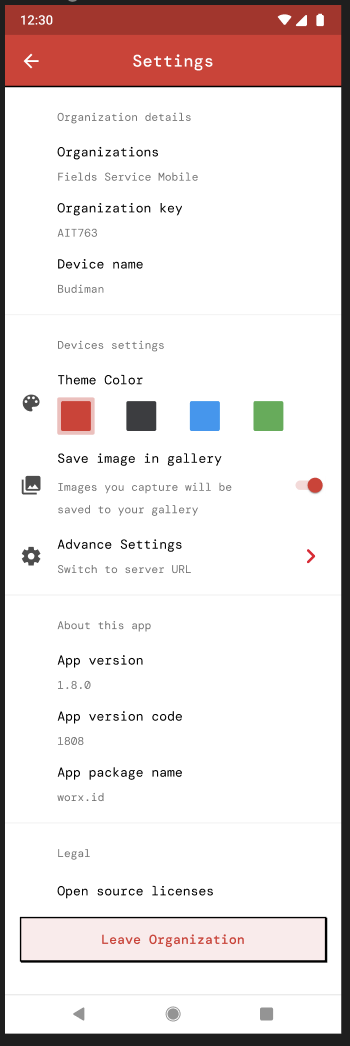 12:30
Settings
Organization details
Organizations
Fields Service Mobile
Organization key
AIT763
Device name
Budiman
Devices settings
Theme Color
Save image in gallery
Images you capture will be
saved to your gallery
Advance Settings
Switch to server URL
About this app
App version
1.8.0
App version code
1808
App package name
worx.id
Legal
Open source licenses
Leave Organization